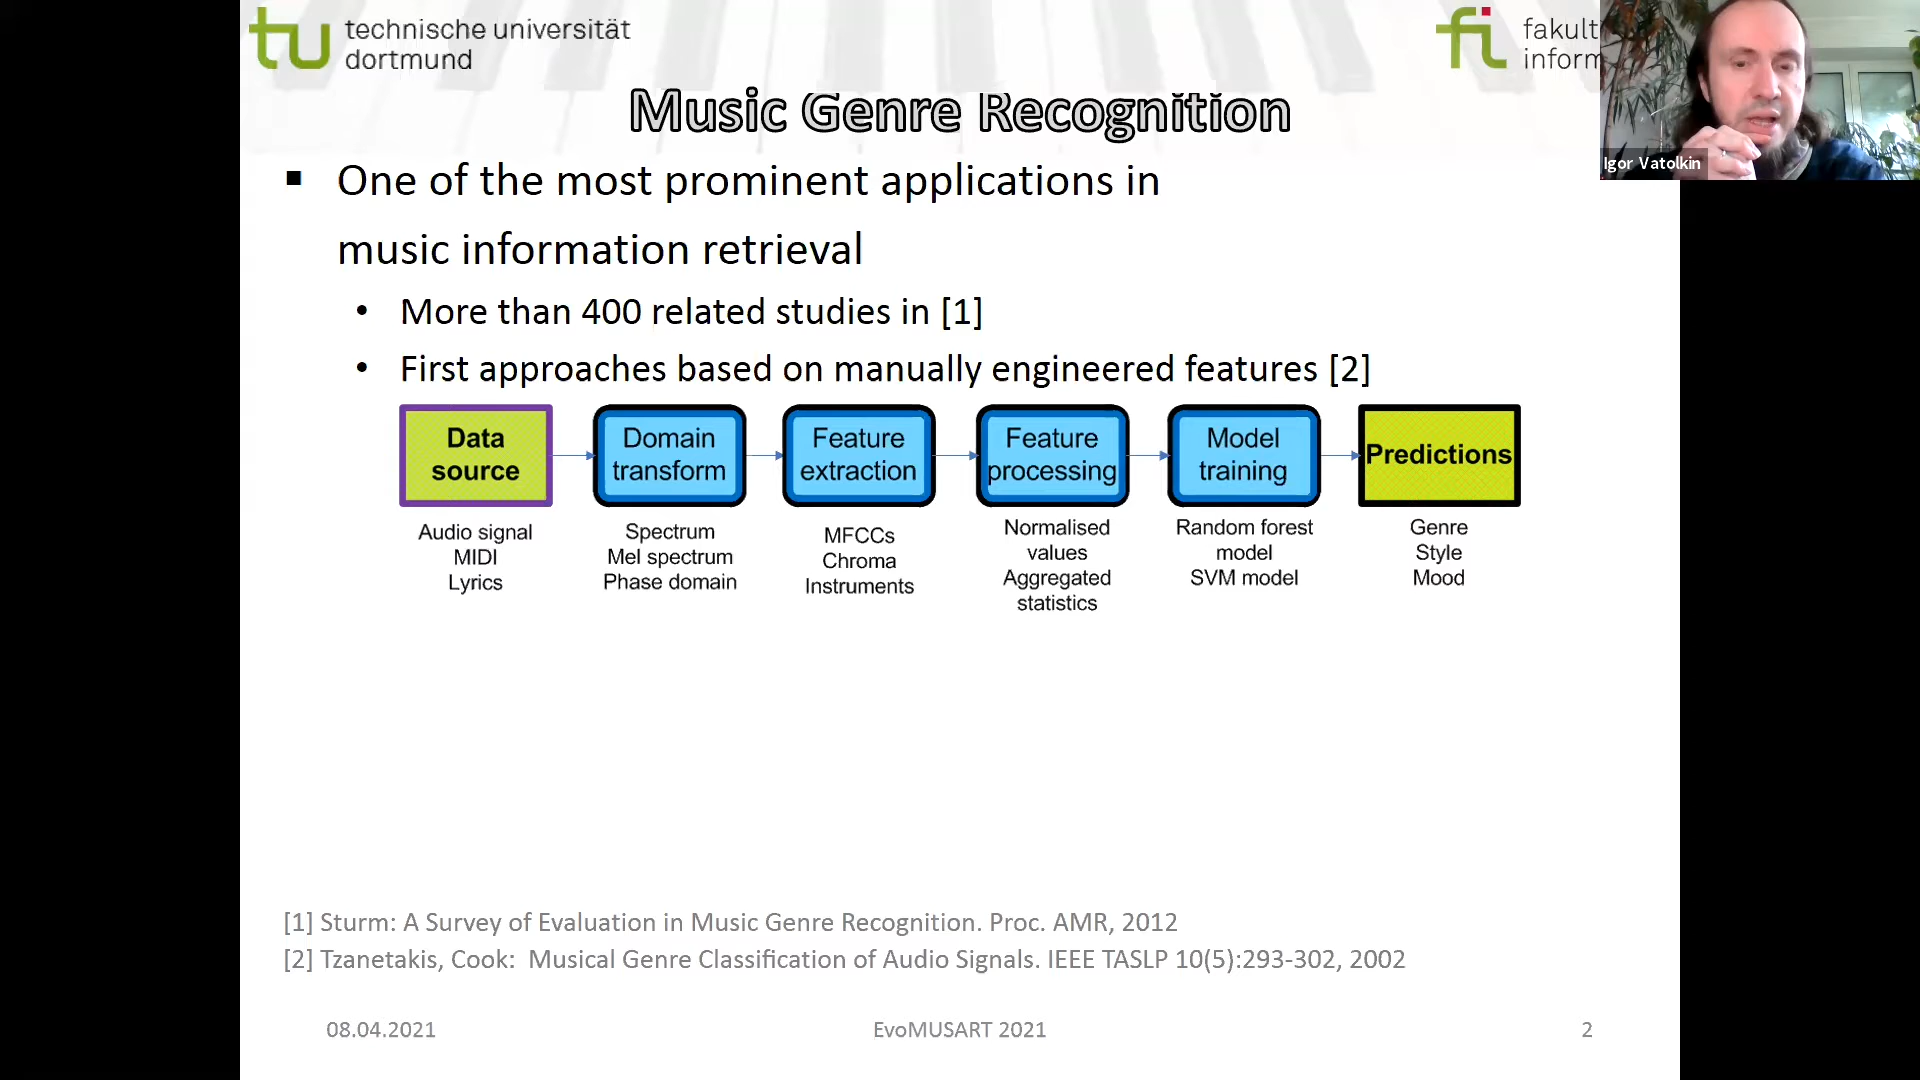 technische universität
dortmund
fakult
inform
Igor Vatolkin
Music Genre Recognition
▪ One of the most prominent applications in
music information retrieval
• More than 400 related studies in [1]
• First approaches based on manually engineered features [2]
Data
source
Domain
transform
Feature
extraction
Feature
processing
Model
training
Predictions
Audio signal
MIDI
Lyrics
Spectrum
Mel spectrum
Phase domain
MFCCs
Chroma
Instruments
Normalised
values
Aggregated
statistics
Random forest
model
SVM model
Genre
Style
Mood
[1] Sturm: A Survey of Evaluation in Music Genre Recognition. Proc. AMR, 2012
[2] Tzanetakis, Cook: Musical Genre Classification of Audio Signals. IEEE TASLP 10(5):293-302, 2002
08.04.2021
EvoMUSART 2021
2